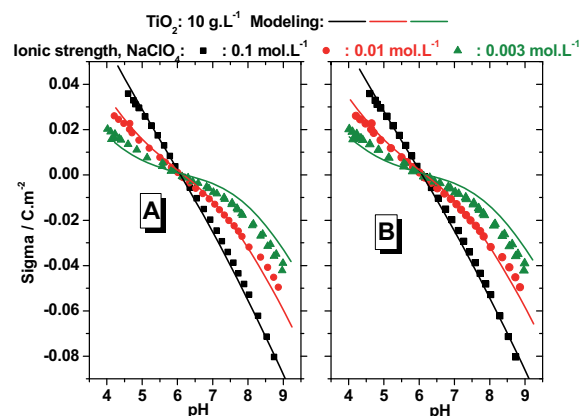 TiO₂: 10 g.L⁻¹ Modeling:
Ionic strength, NaClO₄: : 0.1 mol.L⁻¹ : 0.01 mol.L⁻¹ : 0.003 mol.L⁻¹
Sigma / C.m⁻²
0.04
0.02
0.00
-0.02
-0.04
-0.06
-0.08
A
B
4 5 6 7 8 9
4 5 6 7 8 9
pH
pH